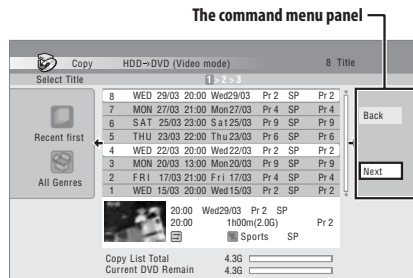 The command menu panel
Copy HDD→DVD (Video mode) 8 Title
Select Title 1 > 2 > 3
8 WED 29/03 20:00 Wed29/03 Pr 2 SP Pr 2
7 MON 27/03 21:00 Mon27/03 Pr 4 SP Pr 4
6 SAT 25/03 23:00 Sat25/03 Pr 9 SP Pr 9
5 THU 23/03 22:00 Thu23/03 Pr 6 SP Pr 6
4 WED 22/03 20:00 Wed22/03 Pr 2 SP Pr 2
3 MON 20/03 13:00 Mon20/03 Pr 9 SP Pr 9
2 FRI 17/03 21:00 Fri 17/03 Pr 4 SP Pr 4
1 WED 15/03 20:00 Wed15/03 Pr 2 SP Pr 2
Recent first
All Genres
Back
Next
20:00 Wed29/03 Pr 2 SP
20:00 1h00m(2.0G) Pr 2
Sports SP
Copy List Total 4.3G
Current DVD Remain 4.3G